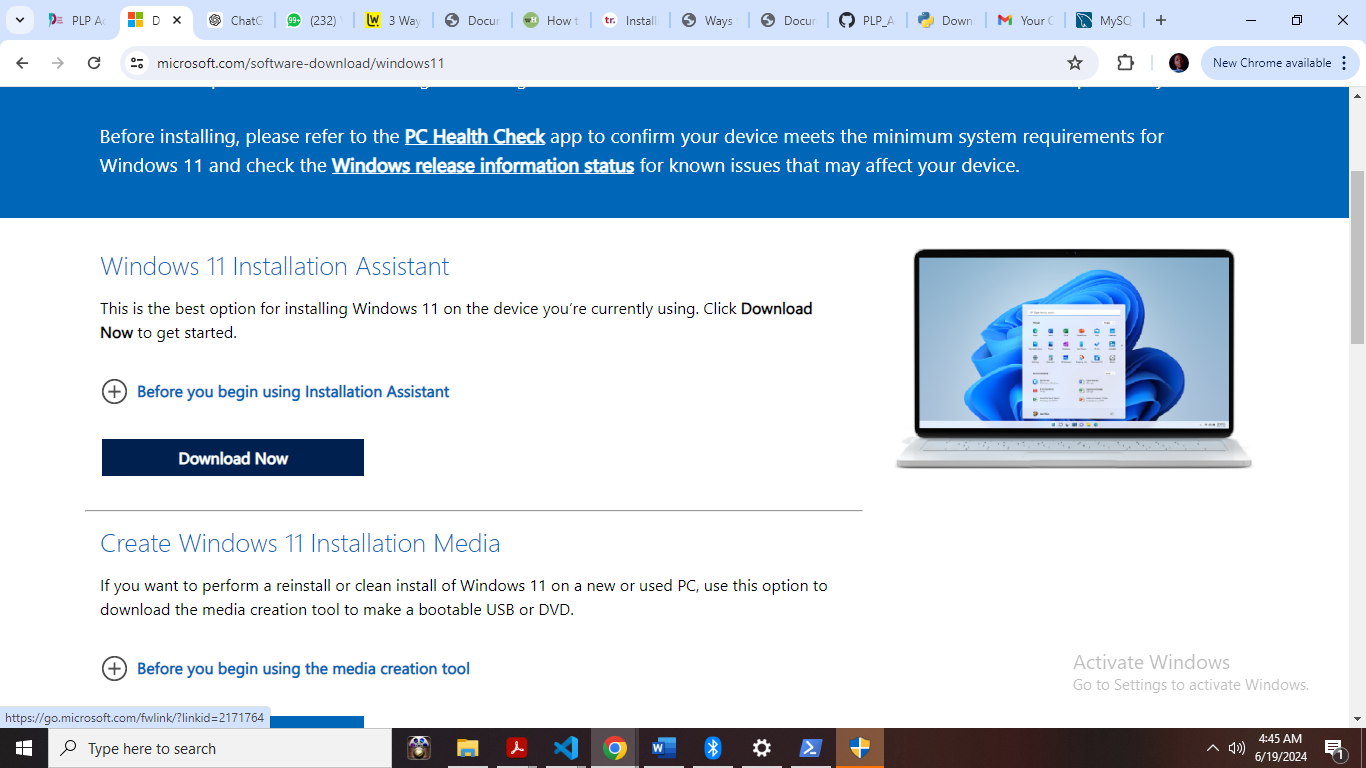 PLP Ac
D
ChatG
(232)
3 Way
Docur
How t
Install
Ways
Docur
PLP_A
Down
Your C
MySQ
microsoft.com/software-download/windows11
New Chrome available
Before installing, please refer to the PC Health Check app to confirm your device meets the minimum system requirements for
Windows 11 and check the Windows release information status for known issues that may affect your device.
Windows 11 Installation Assistant
This is the best option for installing Windows 11 on the device you’re currently using. Click Download
Now to get started.
Before you begin using Installation Assistant
Download Now
Create Windows 11 Installation Media
If you want to perform a reinstall or clean install of Windows 11 on a new or used PC, use this option to
download the media creation tool to make a bootable USB or DVD.
Before you begin using the media creation tool
Activate Windows
Go to Settings to activate Windows.
https://go.microsoft.com/fwlink/?linkid=2171764
Type here to search
4:45 AM
6/19/2024
1